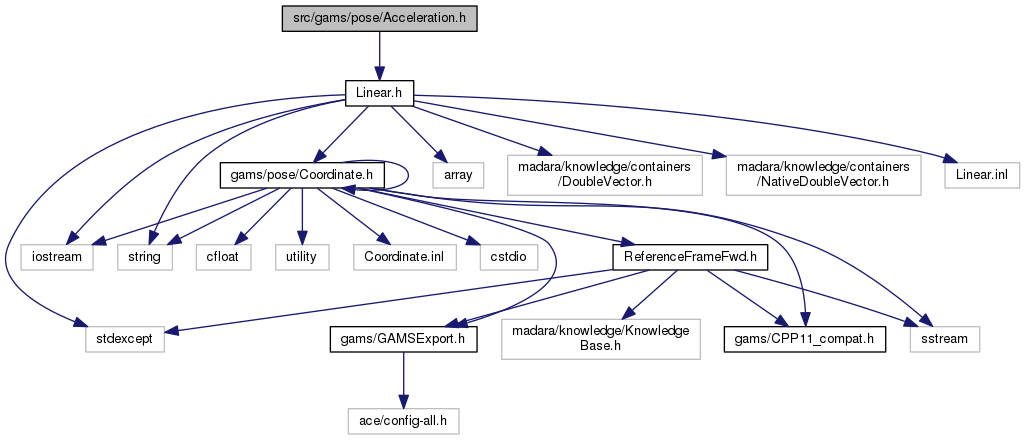 src/gams/pose/Acceleration.h
Linear.h
gams/pose/Coordinate.h
array
madara/knowledge/containers
/DoubleVector.h
madara/knowledge/containers
/NativeDoubleVector.h
Linear.inl
iostream
string
cfloat
utility
Coordinate.inl
cstdio
ReferenceFrameFwd.h
stdexcept
gams/GAMSExport.h
madara/knowledge/Knowledge
Base.h
gams/CPP11_compat.h
sstream
ace/config-all.h